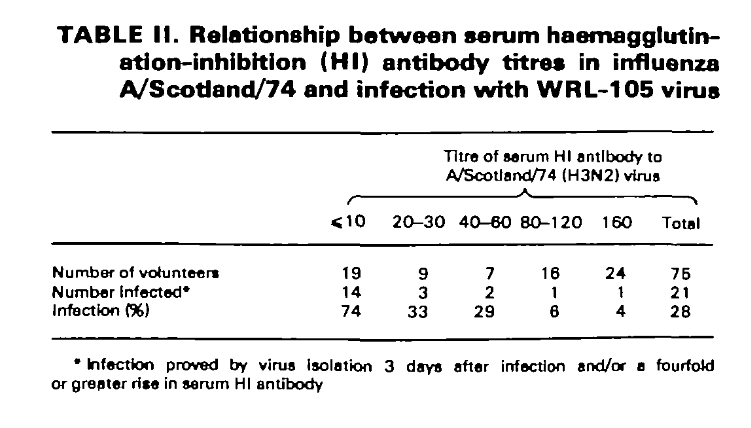 TABLE II. Relationship between serum haemagglutin-
ation-inhibition (HI) antibody titres in influenza
A/Scotland/74 and infection with WRL-105 virus
Titre of serum HI antibody to
A/Scotland/74 (H3N2) virus
⩽10 20–30 40–60 80–120 160 Total
Number of volunteers 19 9 7 16 24 75
Number infected* 14 3 2 1 1 21
Infection (%) 74 33 29 6 4 28
* Infection proved by virus isolation 3 days after infection and/or a fourfold
or greater rise in serum HI antibody